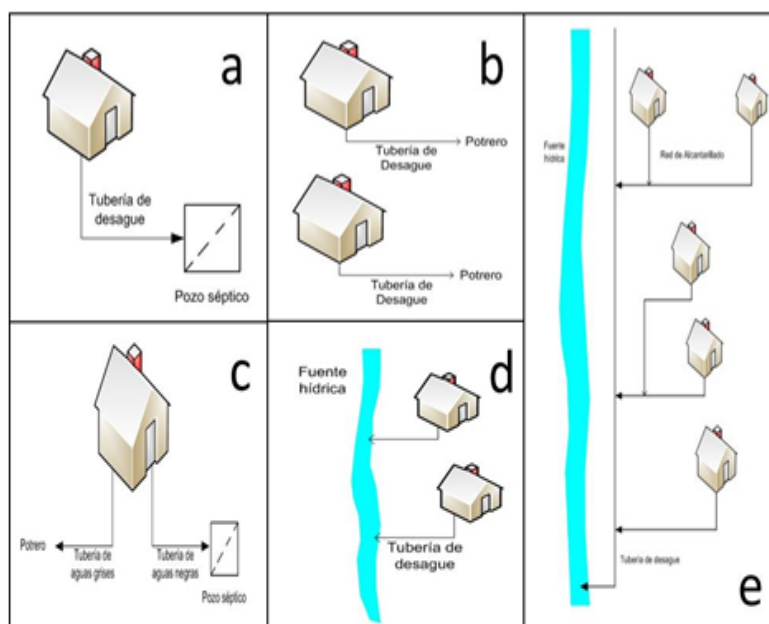 a
Tubería de
desague
Pozo séptico
b
Tubería de
Desague
Potrero
Tubería de
Desague
Potrero
c
Potrero
Tubería de
aguas grises
Tubería de
aguas negras
Pozo séptico
d
Fuente
hídrica
Tubería de
desague
e
Fuente
hídrica
Red de Alcantarillado
Tubería de desague